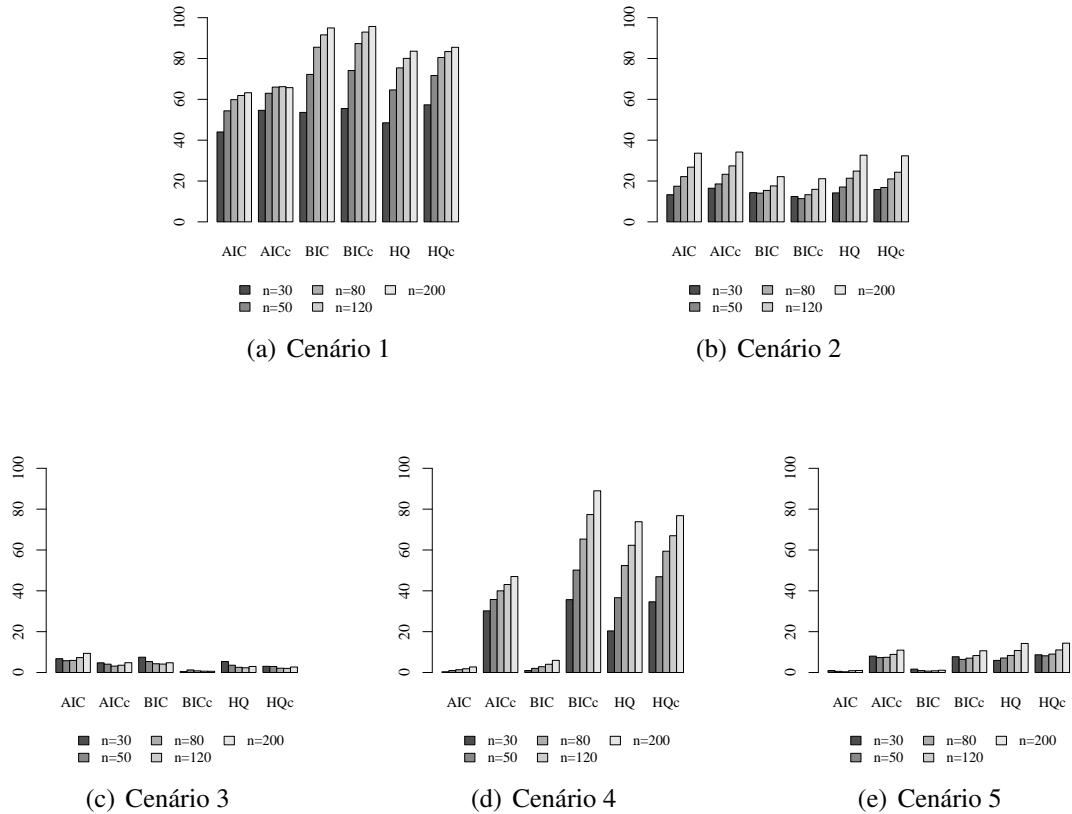 0 20 40 60 80 100
AIC AICc BIC BICc HQ HQc
n=30 n=80 n=200
n=50 n=120
(a) Cenário 1
0 20 40 60 80 100
AIC AICc BIC BICc HQ HQc
n=30 n=80 n=200
n=50 n=120
(b) Cenário 2
0 20 40 60 80 100
AIC AICc BIC BICc HQ HQc
n=30 n=80 n=200
n=50 n=120
(c) Cenário 3
0 20 40 60 80 100
AIC AICc BIC BICc HQ HQc
n=30 n=80 n=200
n=50 n=120
(d) Cenário 4
0 20 40 60 80 100
AIC AICc BIC BICc HQ HQc
n=30 n=80 n=200
n=50 n=120
(e) Cenário 5